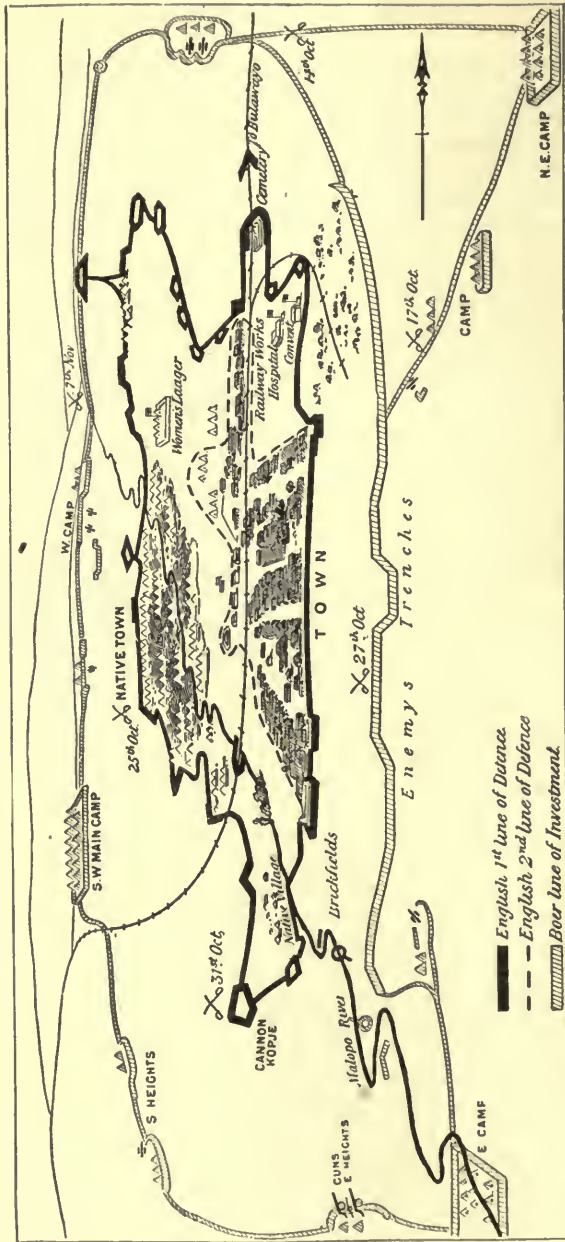 14th Oct
N.E. CAMP
to Bulawayo
Cemetery
17th Oct.
CAMP
7th Nov
Women's Laager
Railway Works
Hospital
Convent
W. CAMP
TOWN
Enemys Trenches
27th Oct
25th Oct.
NATIVE TOWN
S.W MAIN CAMP
31st Oct,
CANNON
KOPJE
Native Village
Brickfields
Malopo River
S HEIGHTS
GUNS
E HEIGHTS
E CAMP
English 1st line of Defence
English 2nd line of Defence
Boer line of Investment.